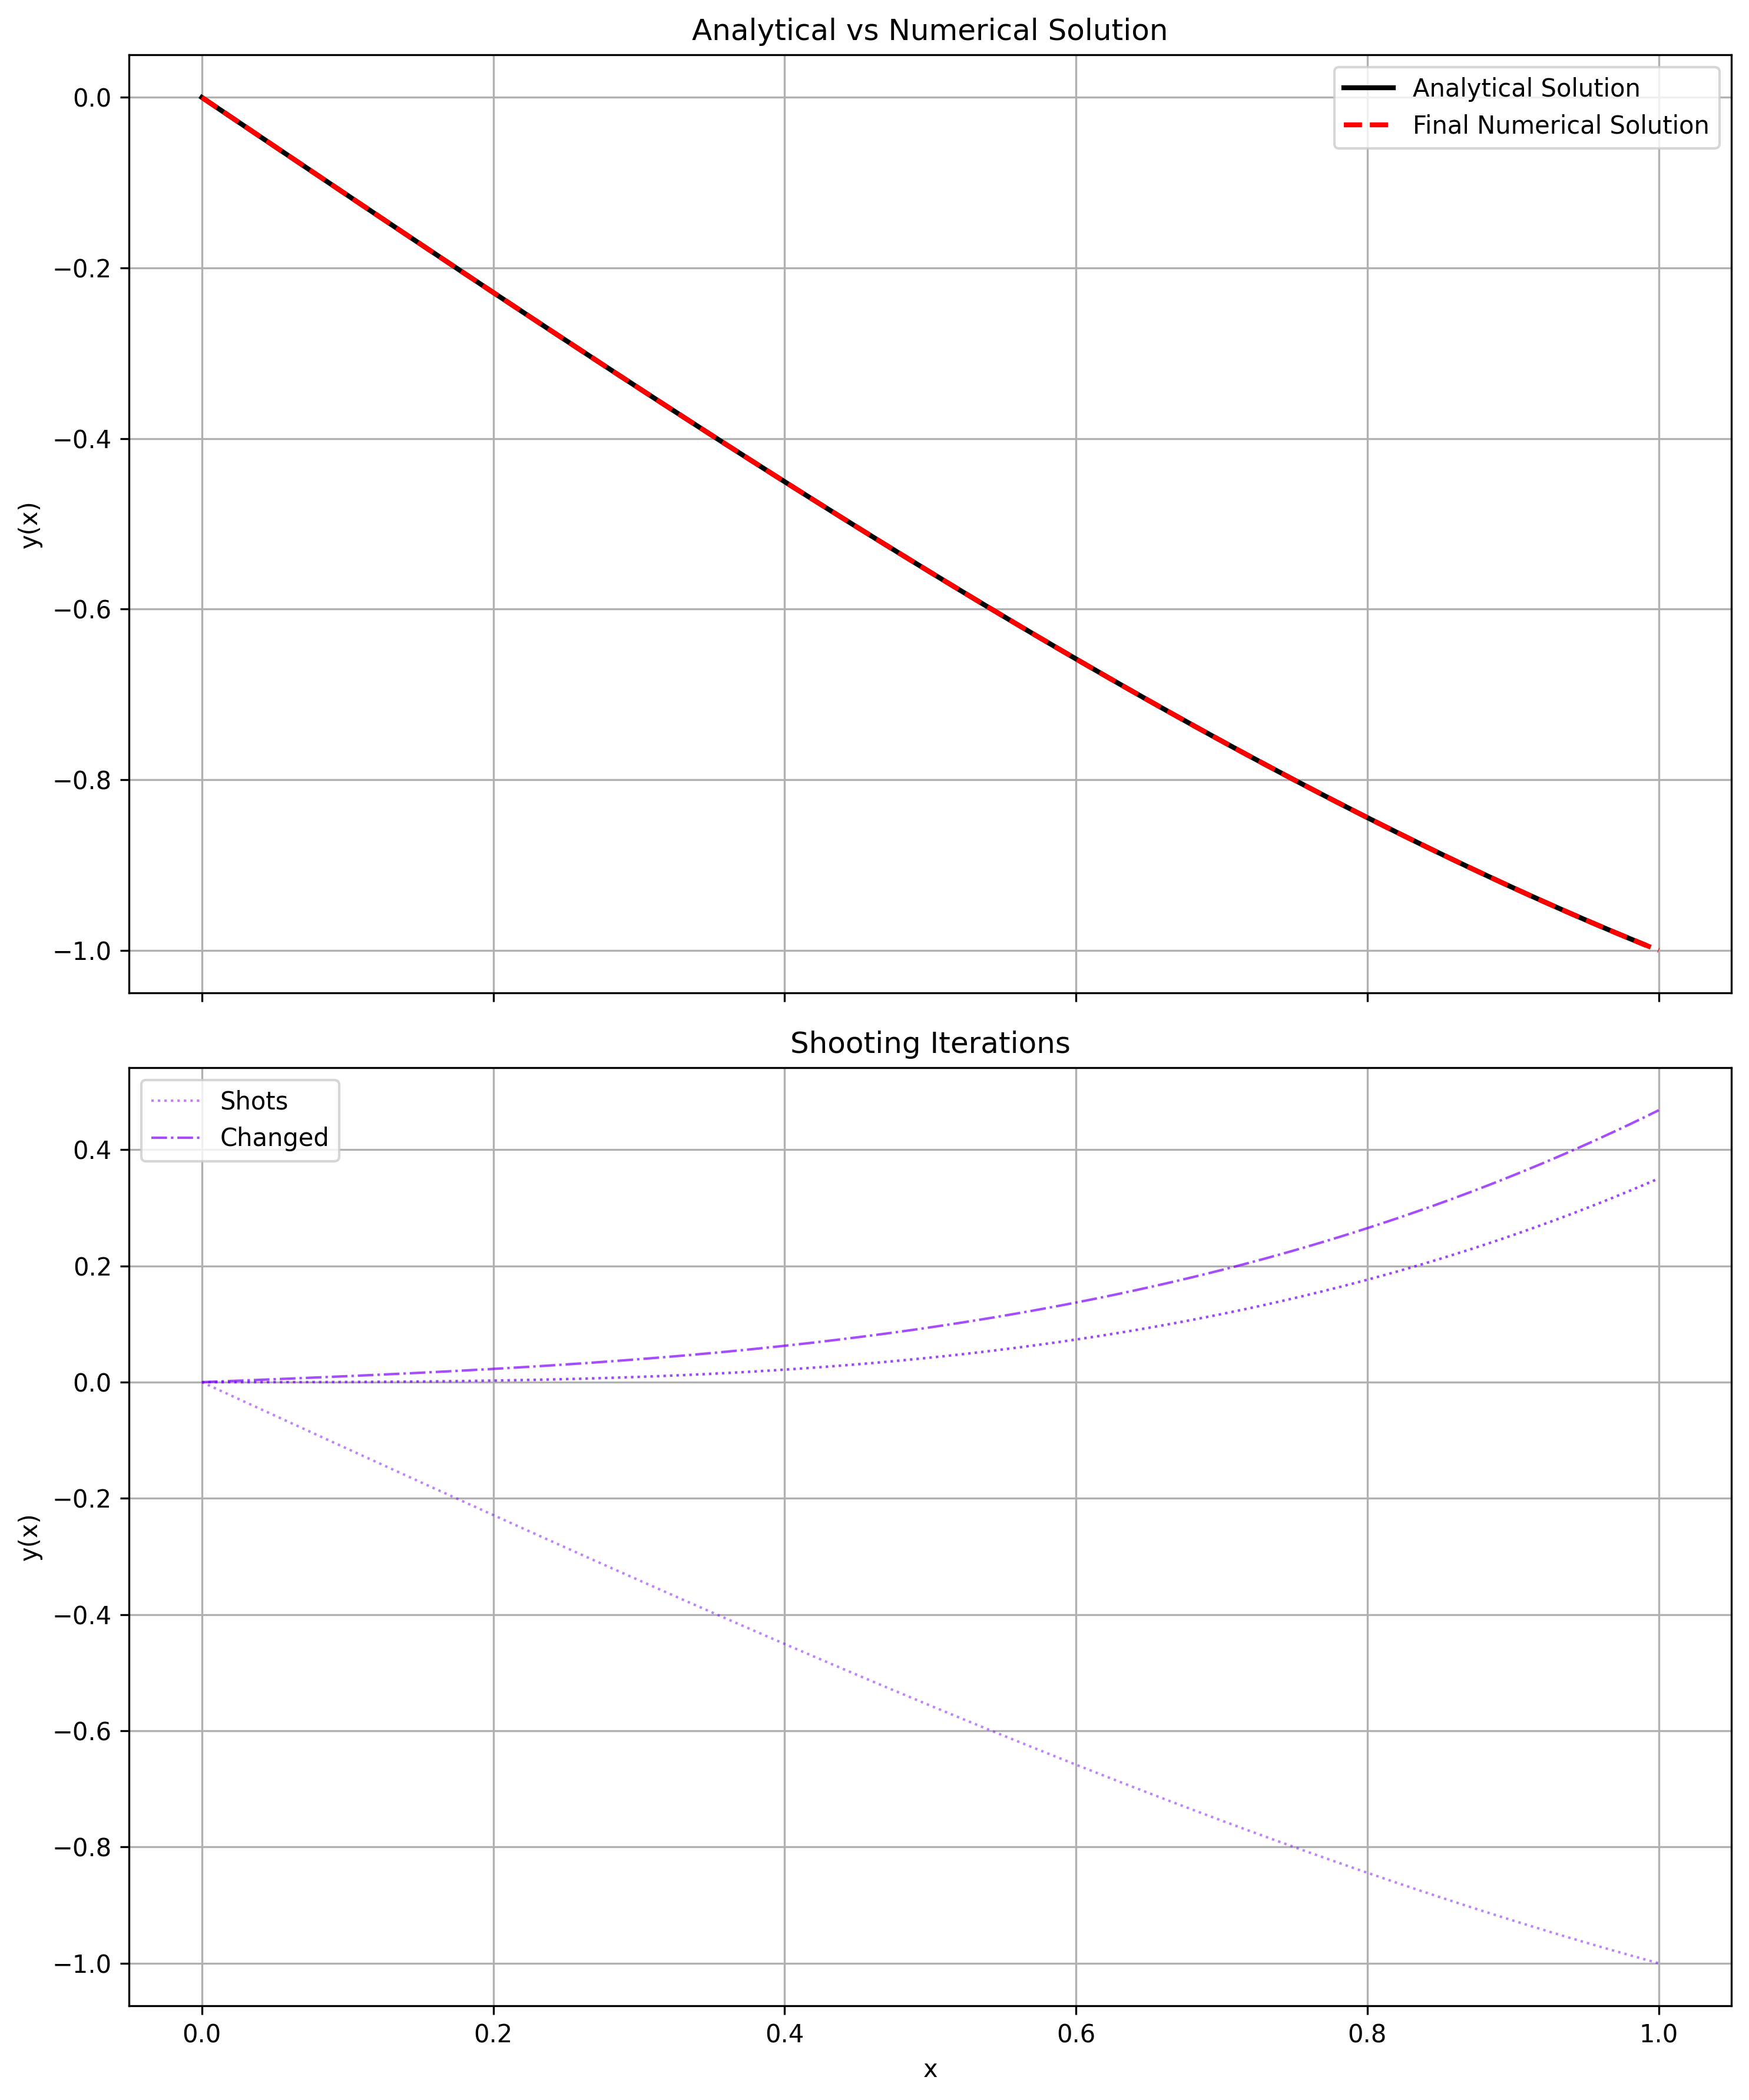 Analytical vs Numerical Solution
Analytical Solution
Final Numerical Solution
0.0
−0.2
−0.4
−0.6
−0.8
−1.0
y(x)
Shooting Iterations
Shots
Changed
0.4
0.2
0.0
−0.2
−0.4
−0.6
−0.8
−1.0
y(x)
0.0 0.2 0.4 0.6 0.8 1.0
x